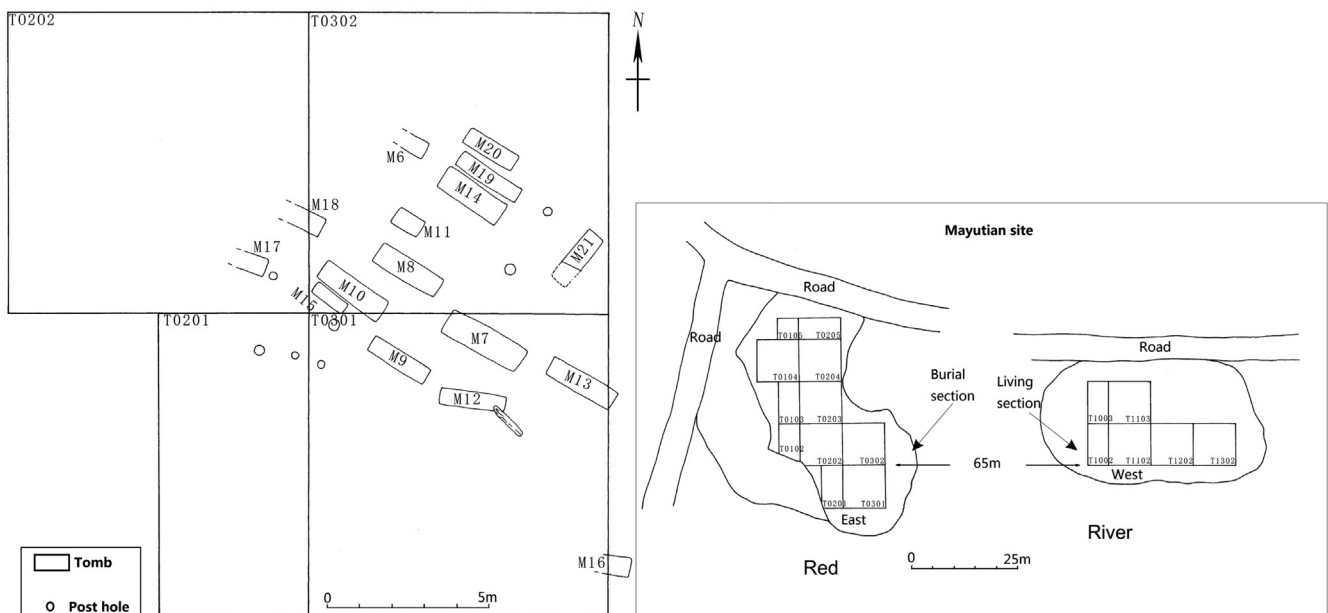 T0202
T0302
N
M20
M6
M19
M14
M18
M11
M21
M17
M8
M10
M15
T0201
T0301
M7
M9
M13
M12
M16
Tomb
Post hole
0
5m
Mayutian site
Road
Road
Road
T0105
T0205
T0104
T0204
Burial
section
Living
section
T0103
T0203
T1003
T1103
T0102
T0202
T0302
65m
T1002
T1102
T1202
T1302
West
T0201
T0301
East
River
Red
0
25m